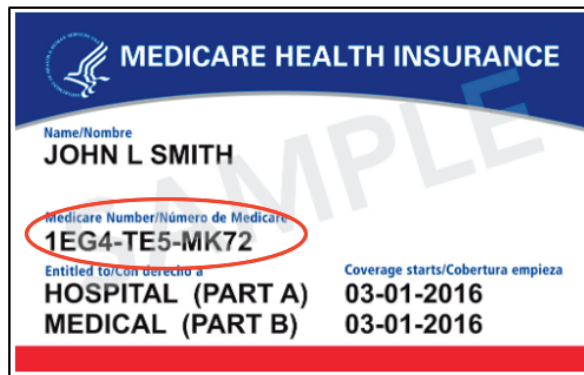 MEDICARE HEALTH INSURANCE
SAMPLE
Name/Nombre
JOHN L SMITH
Medicare Number/Número de Medicare
1EG4-TE5-MK72
Entitled to/Con derecho a
Coverage starts/Cobertura empieza
HOSPITAL (PART A) 03-01-2016
MEDICAL (PART B) 03-01-2016